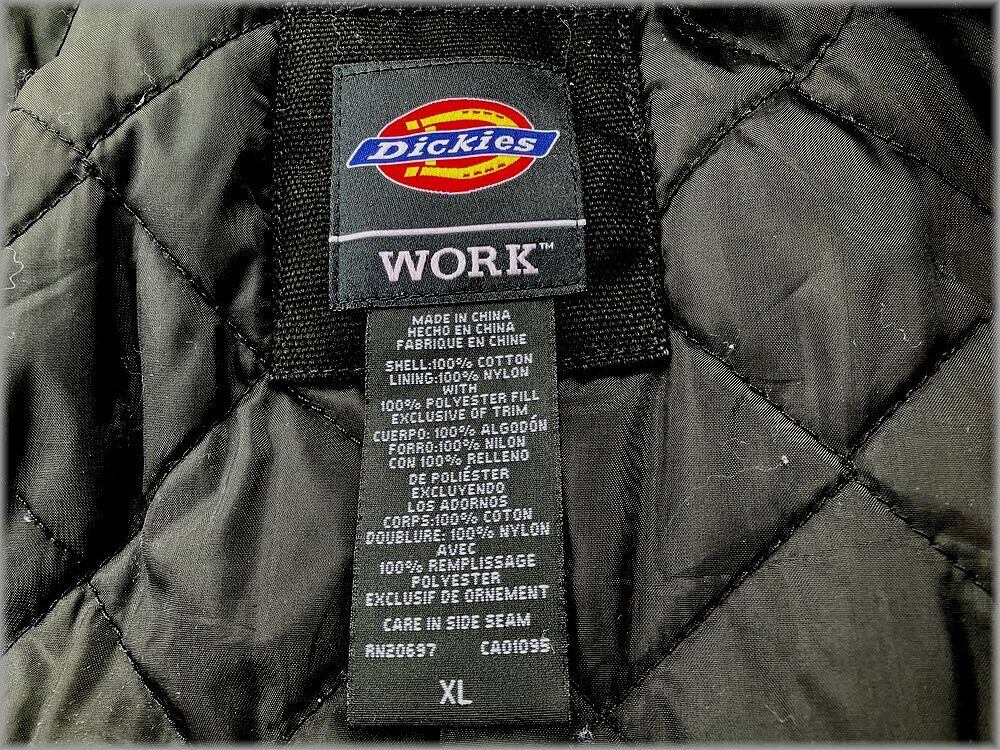 Dickies
WORK™
MADE IN CHINA
HECHO EN CHINA
FABRIQUE EN CHINE
SHELL:100% COTTON
LINING:100% NYLON
WITH
100% POLYESTER FILL
EXCLUSIVE OF TRIM
CUERPO: 100% ALGODÓN
FORRO:100% NILON
CON 100% RELLENO
DE POLIÉSTER
EXCLUYENDO
LOS ADORNOS
CORPS:100% COTON
DOUBLURE: 100% NYLON
AVEC
100% REMPLISSAGE
POLYESTER
EXCLUSIF DE ORNEMENT
CARE IN SIDE SEAM
RN20697 CA01095
XL